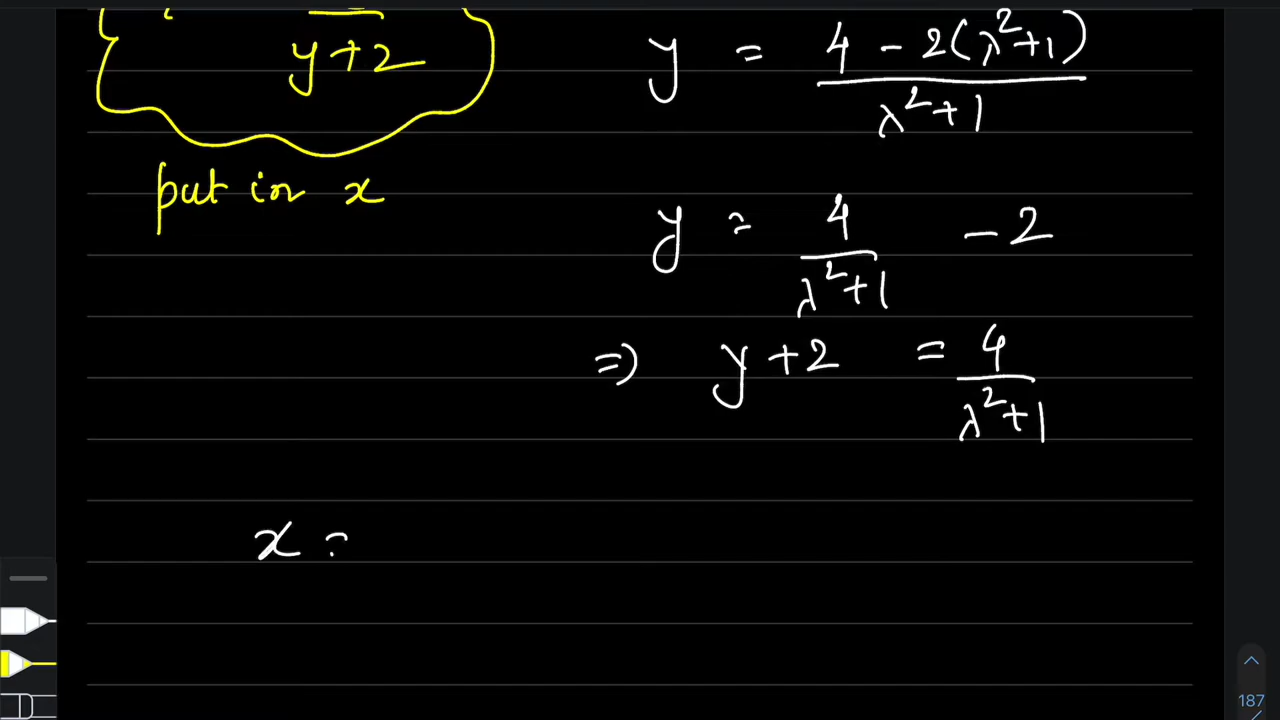 y+2
put in x
y = 4 - 2(λ²+1) / λ²+1
y = 4 / λ²+1 - 2
=> y + 2 = 4 / λ²+1
x =
187